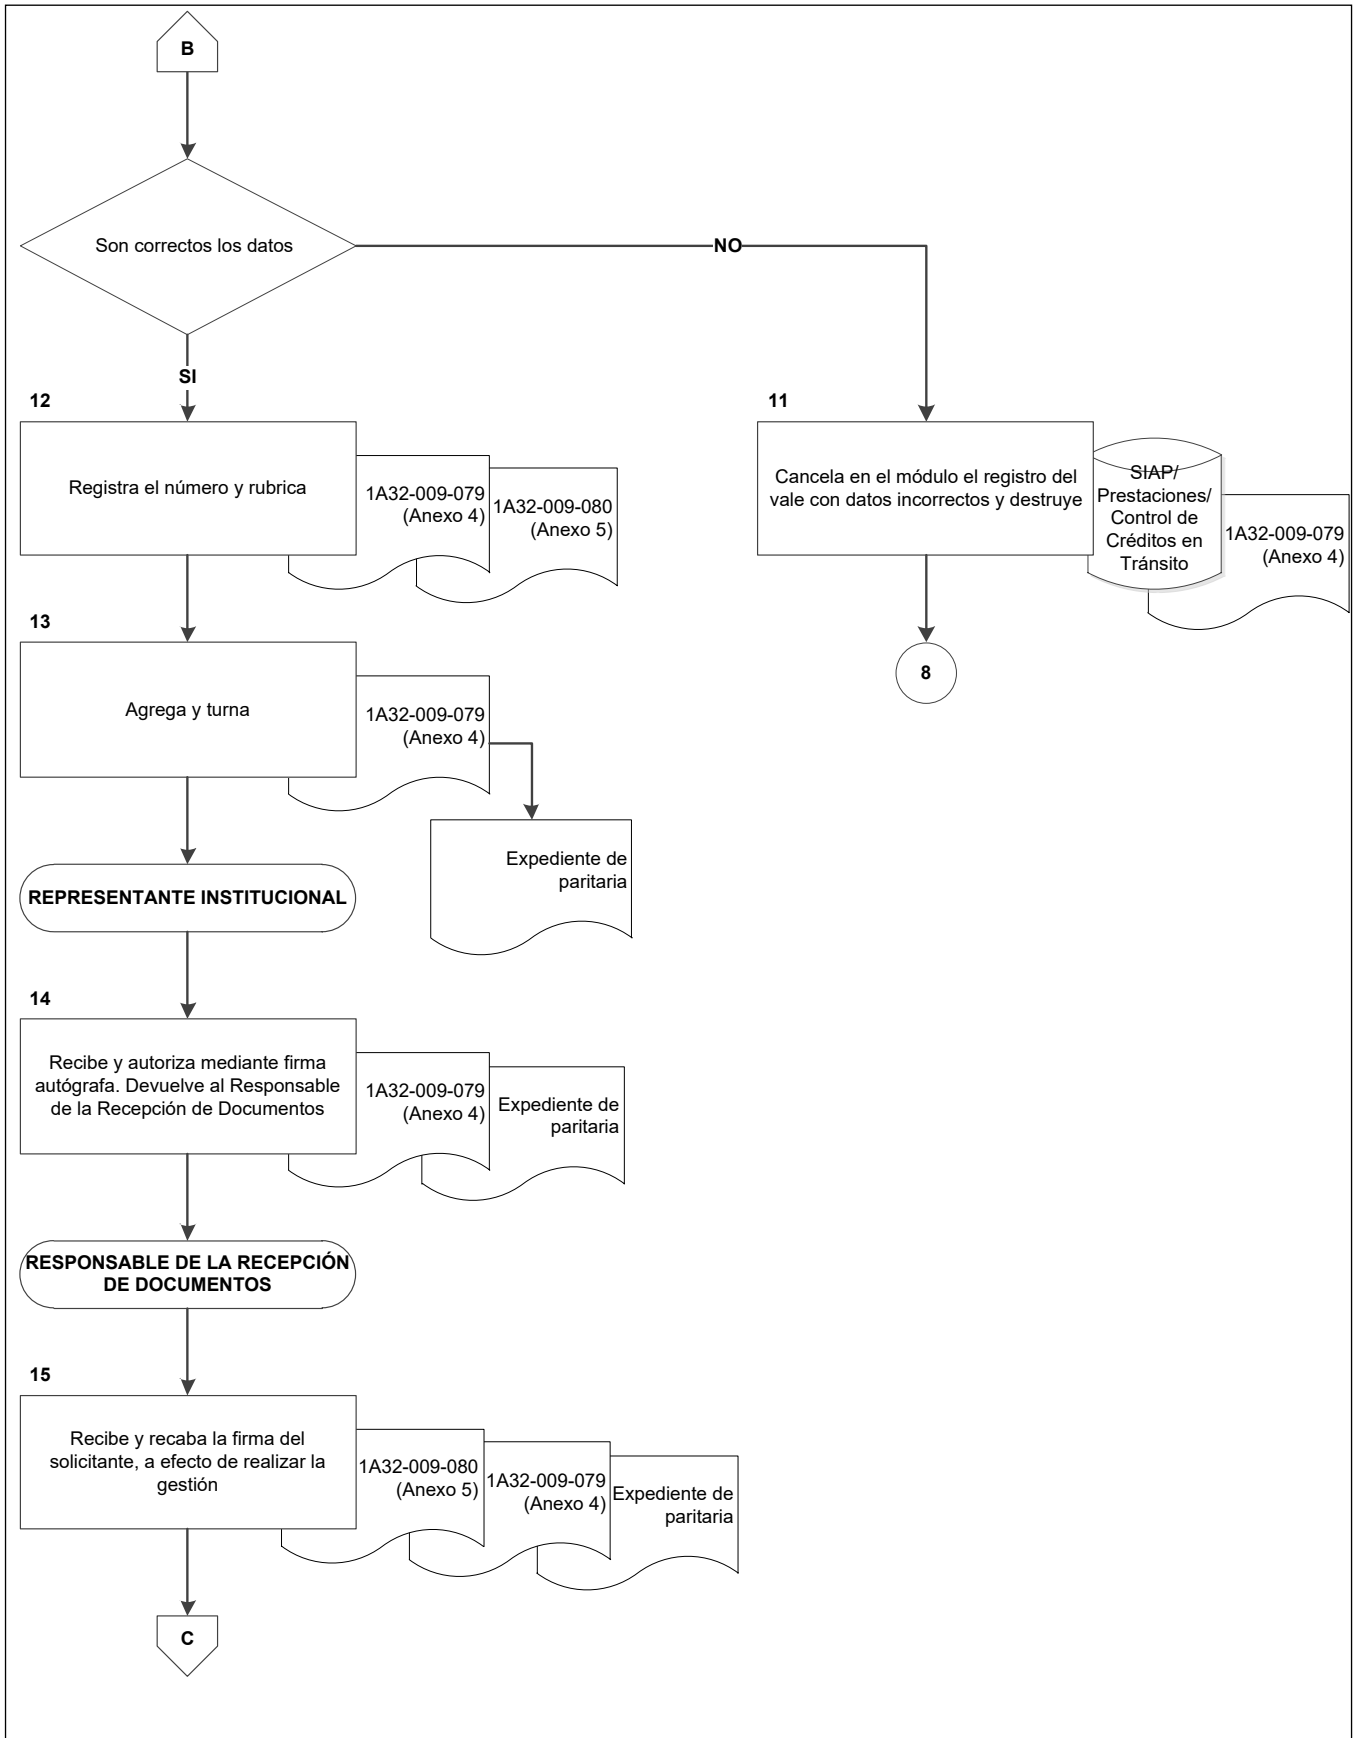 B
Son correctos los datos
NO
SI
12
Registra el número y rubrica
1A32-009-079
(Anexo 4)
1A32-009-080
(Anexo 5)
11
Cancela en el módulo el registro del
vale con datos incorrectos y destruye
SIAP/
Prestaciones/
Control de
Créditos en
Tránsito
1A32-009-079
(Anexo 4)
8
13
Agrega y turna
1A32-009-079
(Anexo 4)
Expediente de
paritaria
REPRESENTANTE INSTITUCIONAL
14
Recibe y autoriza mediante firma
autógrafa. Devuelve al Responsable
de la Recepción de Documentos
1A32-009-079
(Anexo 4)
Expediente de
paritaria
RESPONSABLE DE LA RECEPCIÓN
DE DOCUMENTOS
15
Recibe y recaba la firma del
solicitante, a efecto de realizar la
gestión
1A32-009-080
(Anexo 5)
1A32-009-079
(Anexo 4)
Expediente de
paritaria
C